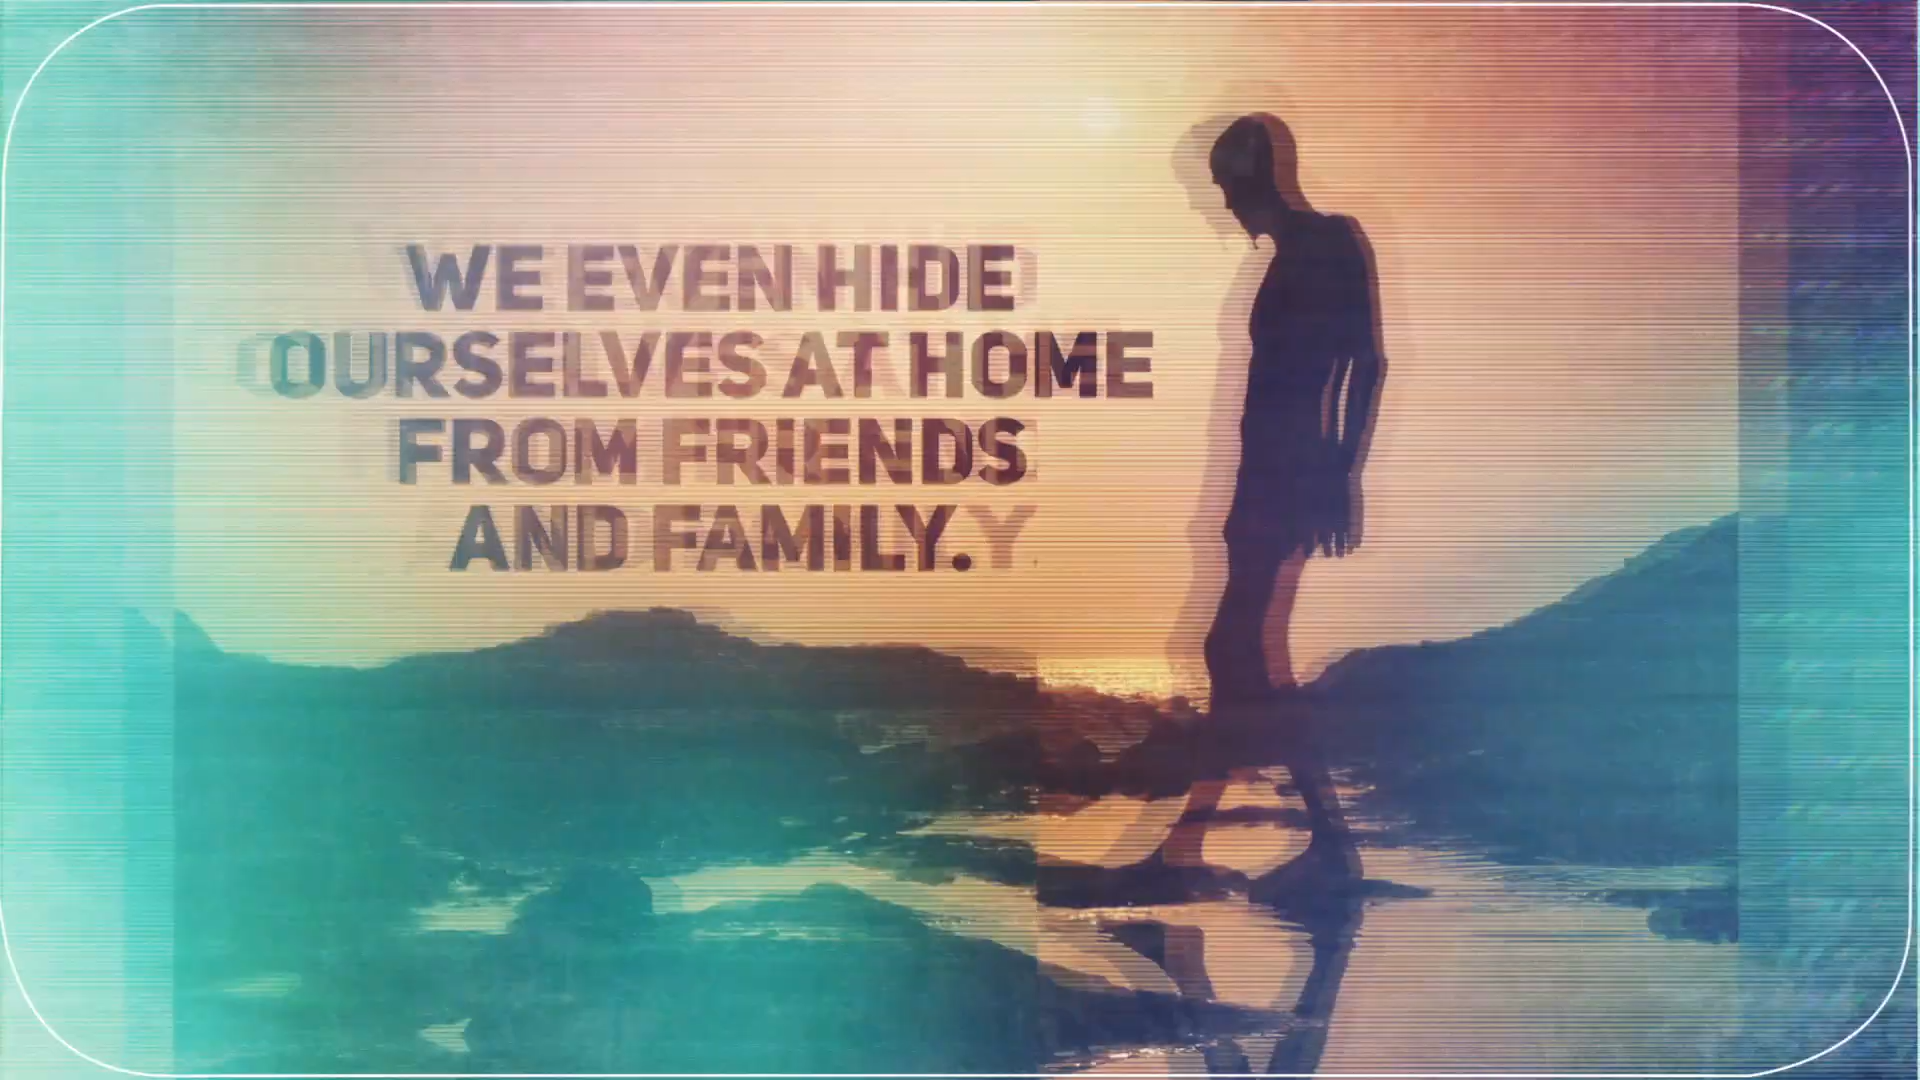 WE EVEN HIDE
OURSELVES AT HOME
FROM FRIENDS
AND FAMILY.